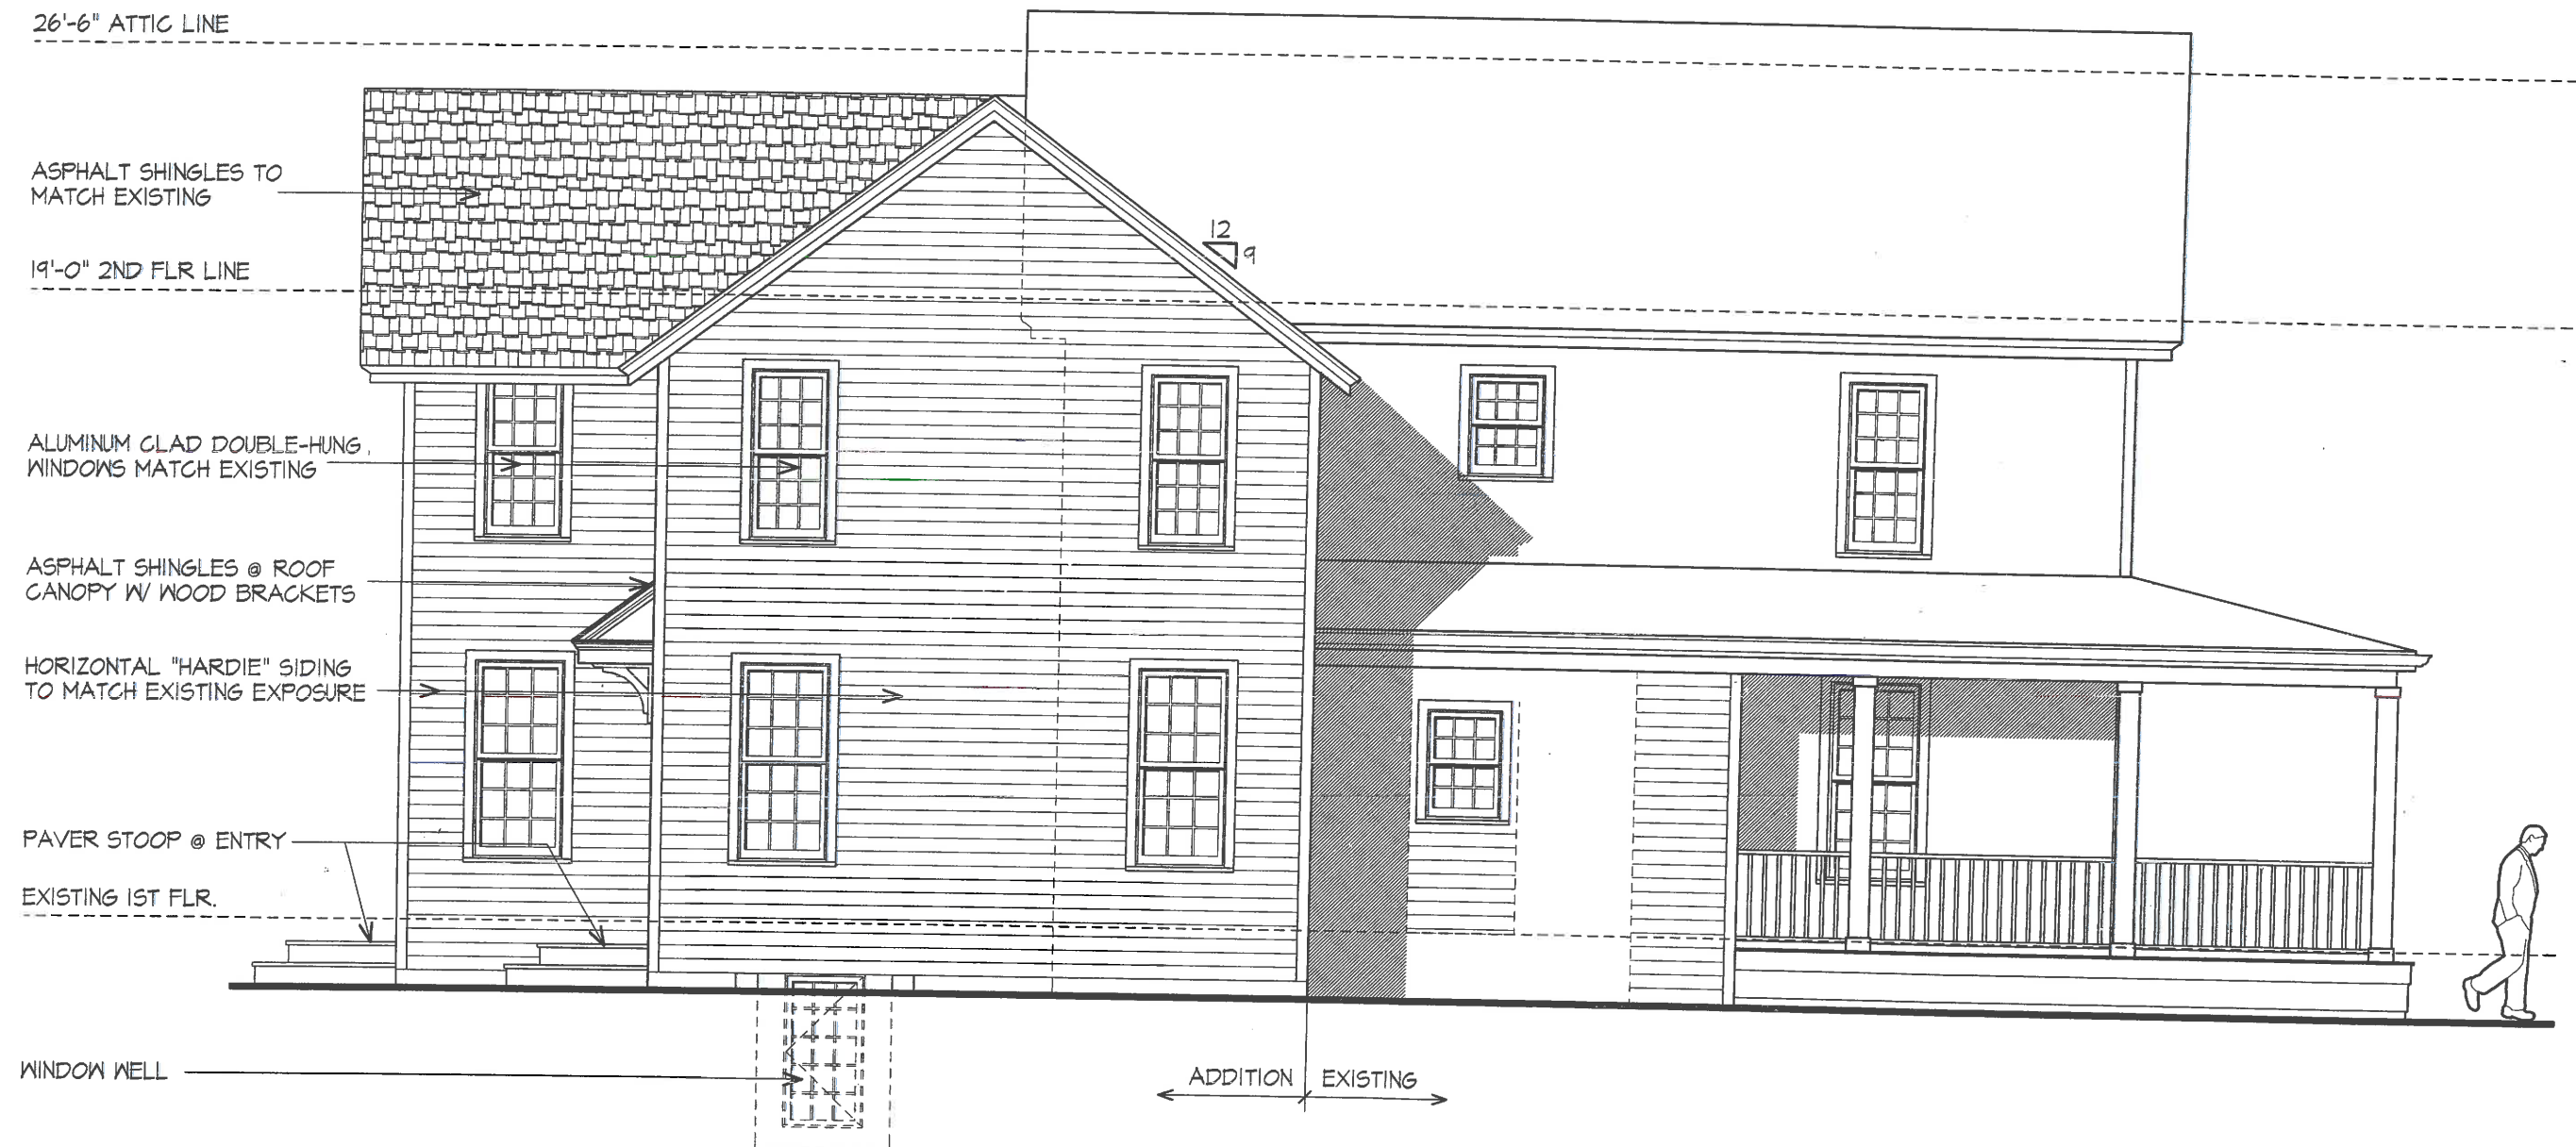 26'-6" ATTIC LINE
ASPHALT SHINGLES TO
MATCH EXISTING
12
9
19'-0" 2ND FLR LINE
ALUMINUM CLAD DOUBLE-HUNG
WINDOWS MATCH EXISTING
ASPHALT SHINGLES @ ROOF
CANOPY W/ WOOD BRACKETS
HORIZONTAL "HARDIE" SIDING
TO MATCH EXISTING EXPOSURE
PAVER STOOP @ ENTRY
EXISTING 1ST FLR.
WINDOW WELL
ADDITION
EXISTING